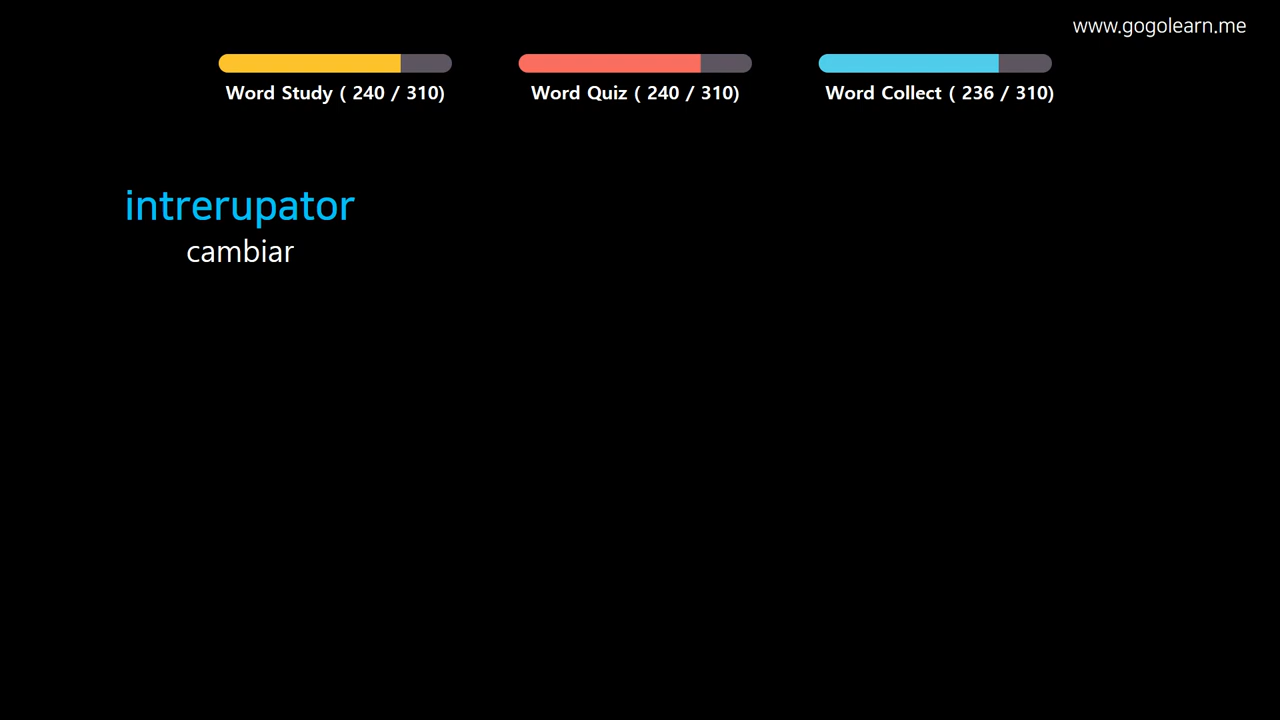 www.gogolearn.me
Word Study ( 240 / 310)
Word Quiz ( 240 / 310)
Word Collect ( 236 / 310)
intrerupator
cambiar